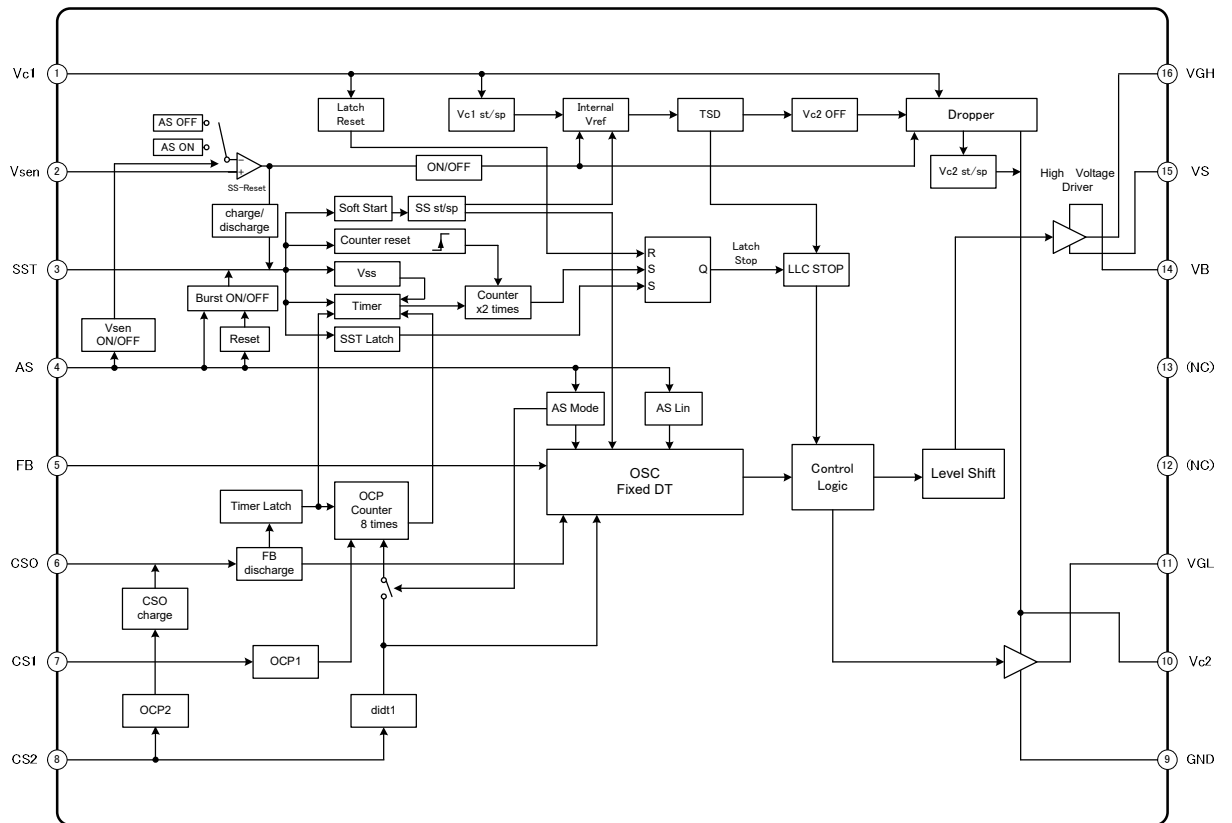 Vc1
1
Latch
Reset
Vc1 st/sp
Internal
Vref
TSD
Vc2 OFF
Dropper
16
VGH
AS OFF
AS ON
Vsen
2
−
+
SS-Reset
ON/OFF
Vc2 st/sp
High Voltage
Driver
15
VS
charge/
discharge
Soft Start
SS st/sp
Counter reset
SST
3
Vss
Timer
Counter
x2 times
SST Latch
R
S
S
Q
Latch
Stop
LLC STOP
14
VB
Burst ON/OFF
Vsen
ON/OFF
Reset
AS
4
13
(NC)
AS Mode
AS Lin
FB
5
OSC
Fixed DT
Control
Logic
Level Shift
12
(NC)
Timer Latch
OCP
Counter
8 times
CSO
6
FB
discharge
11
VGL
CSO
charge
CS1
7
OCP1
10
Vc2
OCP2
didt1
CS2
8
9
GND